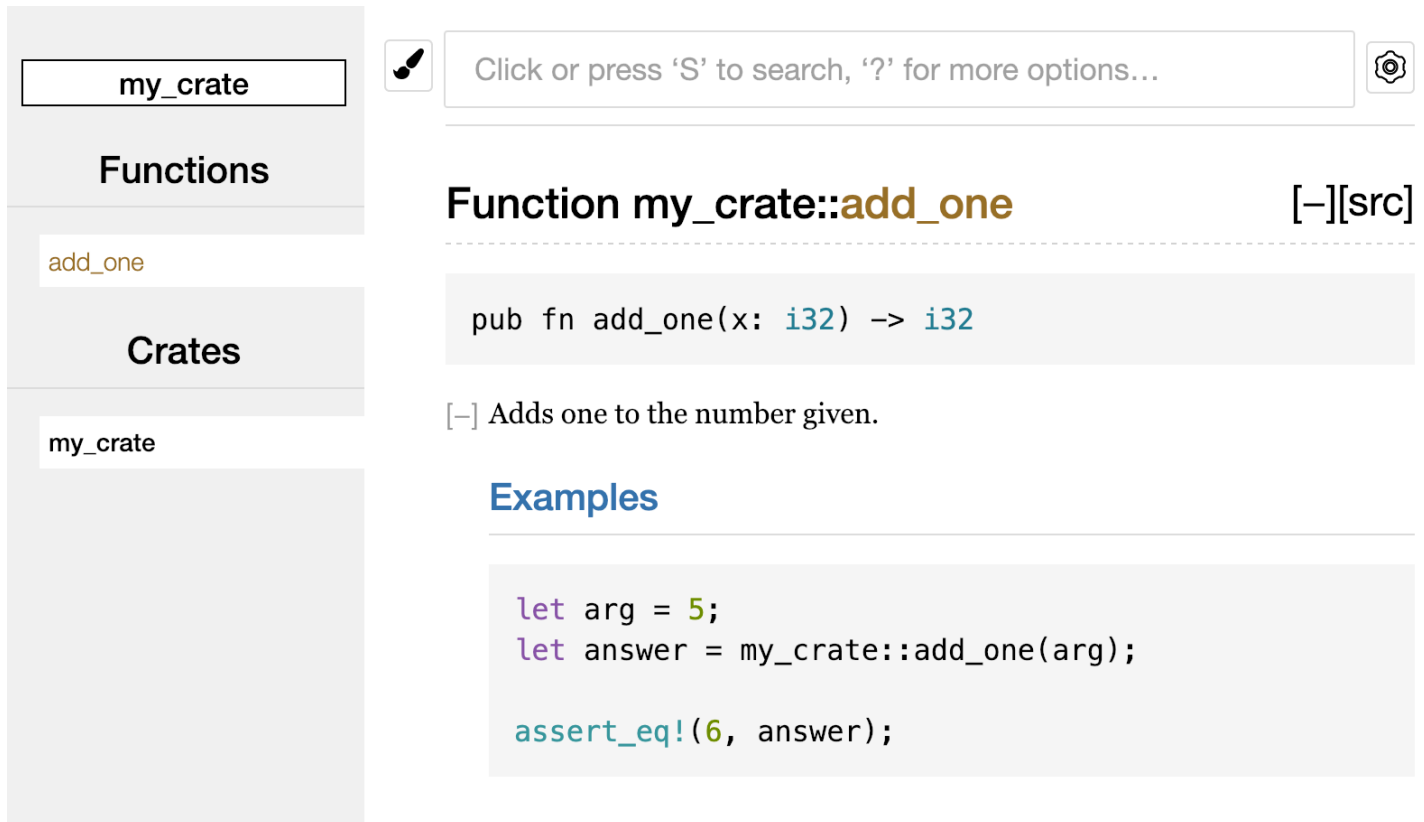 my_crate
Functions
add_one
Crates
my_crate
Click or press ‘S’ to search, ‘?’ for more options…
Function my_crate::add_one [−][src]
pub fn add_one(x: i32) -> i32
[−] Adds one to the number given.
Examples
let arg = 5;
let answer = my_crate::add_one(arg);
assert_eq!(6, answer);